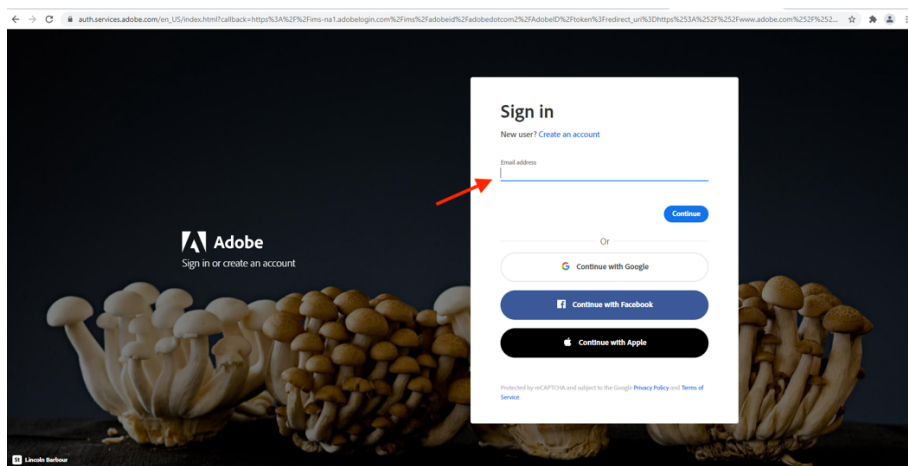 auth.services.adobe.com/en_US/index.html?callback=https%3A%2F%2Fims-na1.adobelogin.com%2Fims%2Fadobeid%2Fadobedotcom2%2FAdobeID%2Ftoken%3Fredirect_uri%3Dhttps%253A%252F%252Fwww.adobe.com%252F%252...
Sign in
New user? Create an account
Email address
Continue
Or
Adobe
Sign in or create an account
Continue with Google
Continue with Facebook
Continue with Apple
Protected by reCAPTCHA and subject to the Google Privacy Policy and Terms of
Service.
St Lincoln Barbour